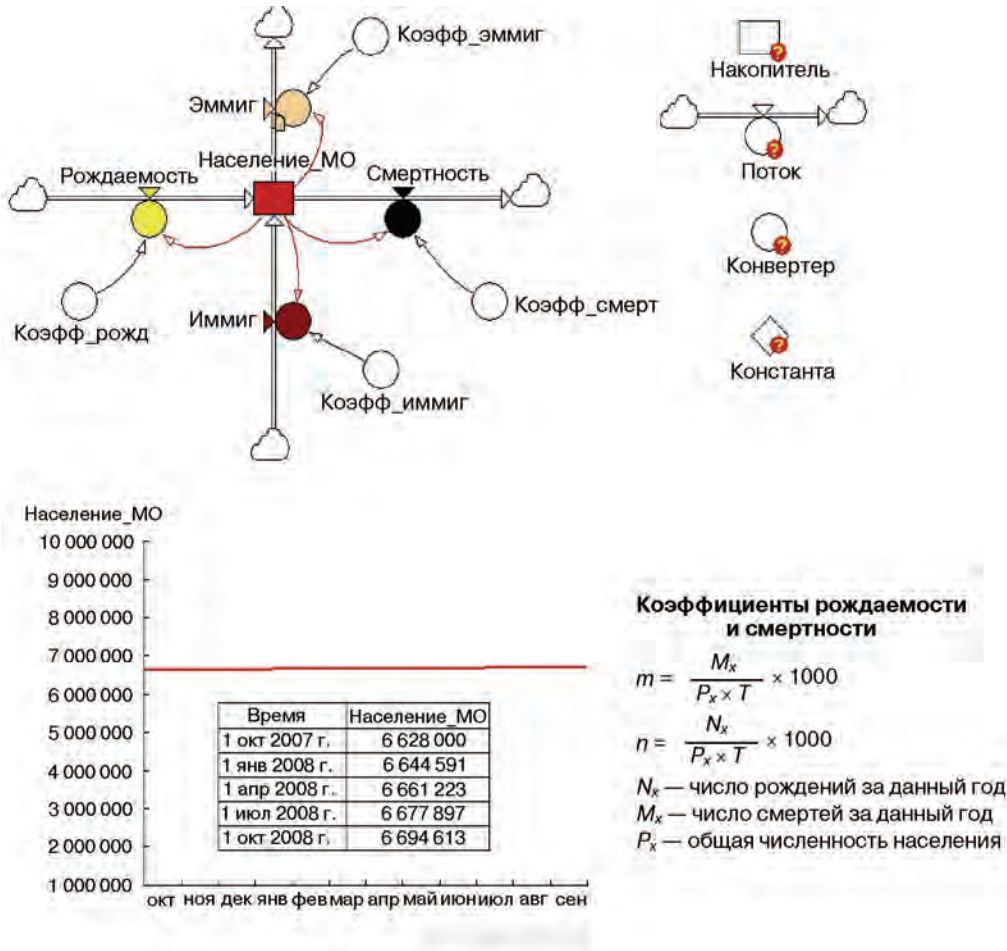 Коэфф_эммиг
Эммиг
Население_МО
Рождаемость
Смертность
Коэфф_рожд
Иммиг
Коэфф_смерт
Коэфф_иммиг
?
Накопитель
?
Поток
?
Конвертер
?
Константа
Население_МО
10 000 000
9 000 000
8 000 000
7 000 000
6 000 000
5 000 000
4 000 000
3 000 000
2 000 000
1 000 000
Время Население_МО
1 окт 2007 г. 6 628 000
1 янв 2008 г. 6 644 591
1 апр 2008 г. 6 661 223
1 июл 2008 г. 6 677 897
1 окт 2008 г. 6 694 613
окт ноя дек янв фев мар апр май июн июл авг сен
Коэффициенты рождаемости
и смертности
m = Mx / (Px × T) × 1000
n = Nx / (Px × T) × 1000
Nx — число рождений за данный год
Mx — число смертей за данный год
Px — общая численность населения